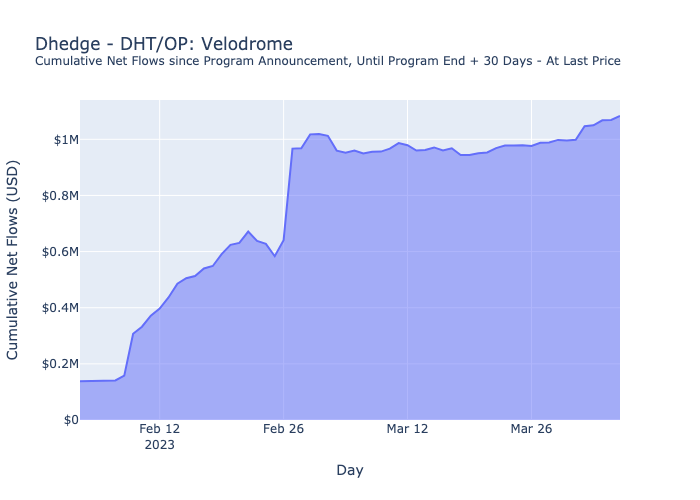 Dhedge - DHT/OP: Velodrome
Cumulative Net Flows since Program Announcement, Until Program End + 30 Days - At Last Price
Cumulative Net Flows (USD)
$1M
$0.8M
$0.6M
$0.4M
$0.2M
$0
Feb 12
2023
Feb 26
Mar 12
Mar 26
Day